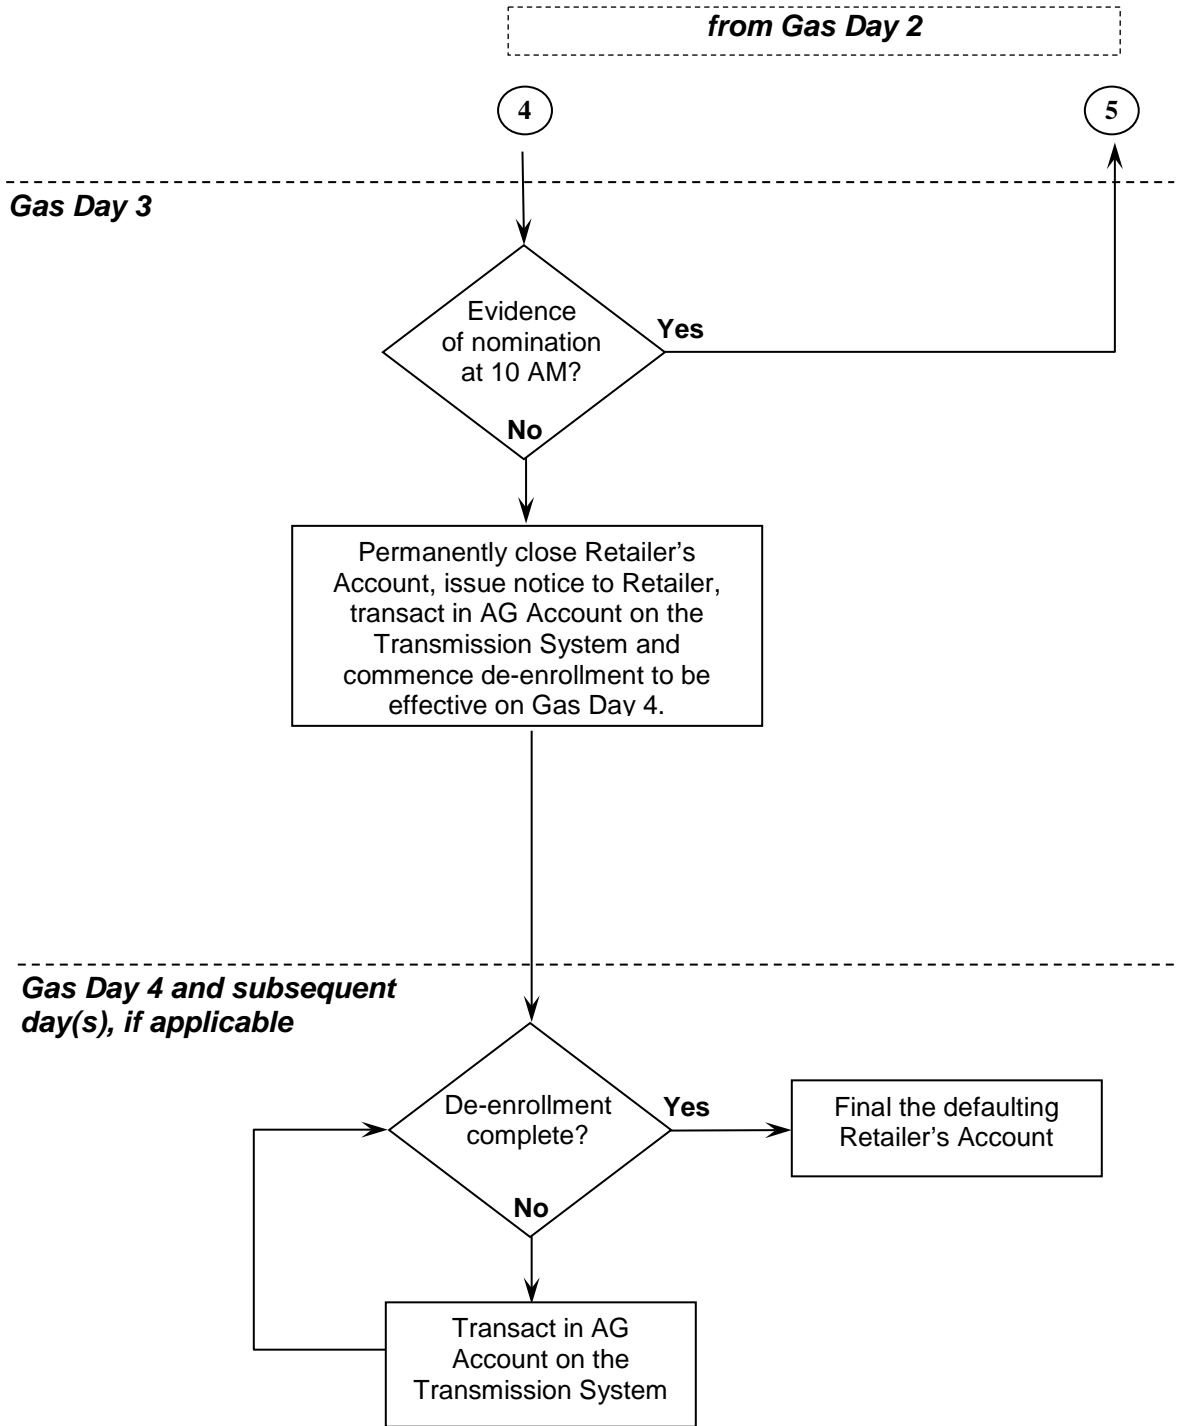 from Gas Day 2
4
5
Gas Day 3
Evidence
of nomination
at 10 AM?
Yes
No
Permanently close Retailer's
Account, issue notice to Retailer,
transact in AG Account on the
Transmission System and
commence de-enrollment to be
effective on Gas Day 4.
Gas Day 4 and subsequent
day(s), if applicable
De-enrollment
complete?
Yes
Final the defaulting
Retailer's Account
No
Transact in AG
Account on the
Transmission System